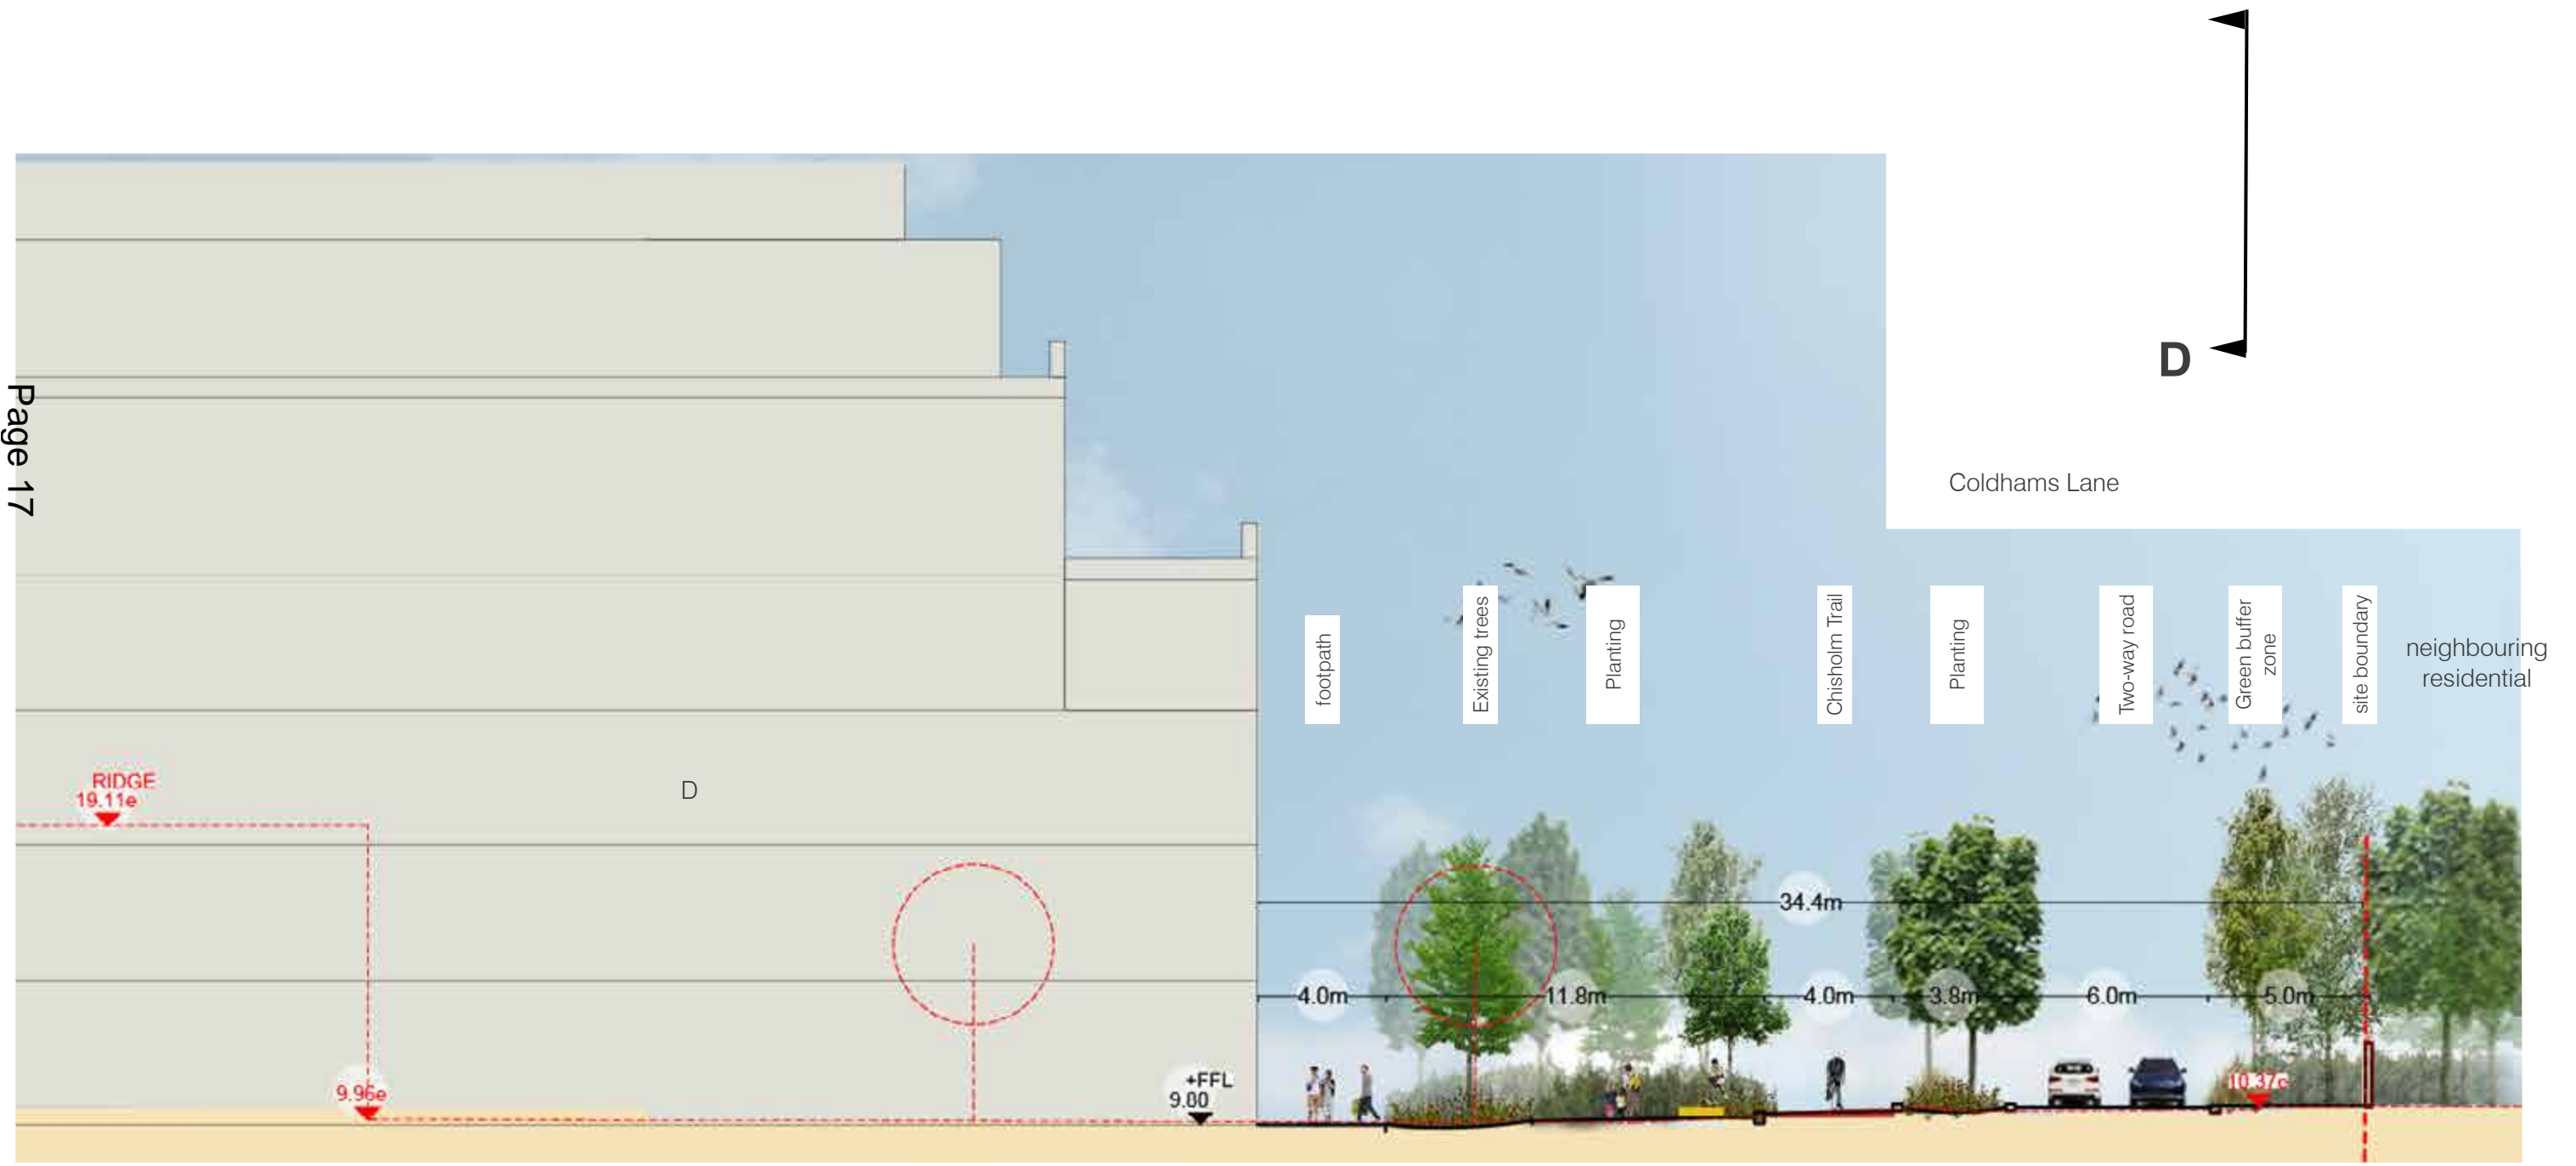 D
Page 17
Coldhams Lane
footpath
Existing trees
Planting
Chisholm Trail
Planting
Two-way road
Green buffer
zone
site boundary
neighbouring
residential
RIDGE
19.11e
D
34.4m
4.0m
11.8m
4.0m
3.8m
6.0m
5.0m
9.96e
+FFL
9.80
10.37e